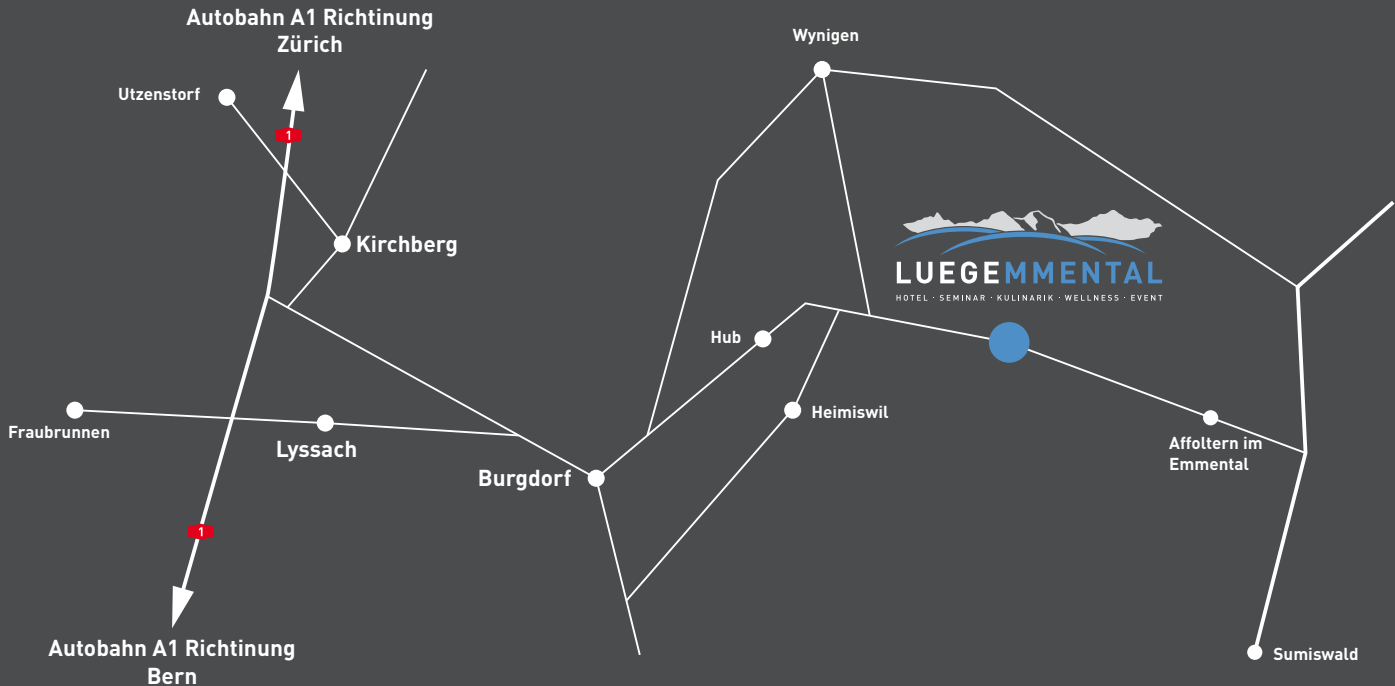 Autobahn A1 Richtinung
Zürich
Wynigen
Utzenstorf
1
Kirchberg
LUEGEMMENTAL
HOTEL · SEMINAR · KULINARIK · WELLNESS · EVENT
Hub
Heimiswil
Fraubrunnen
Lyssach
Affoltern im
Emmental
Burgdorf
1
Autobahn A1 Richtinung
Bern
Sumiswald